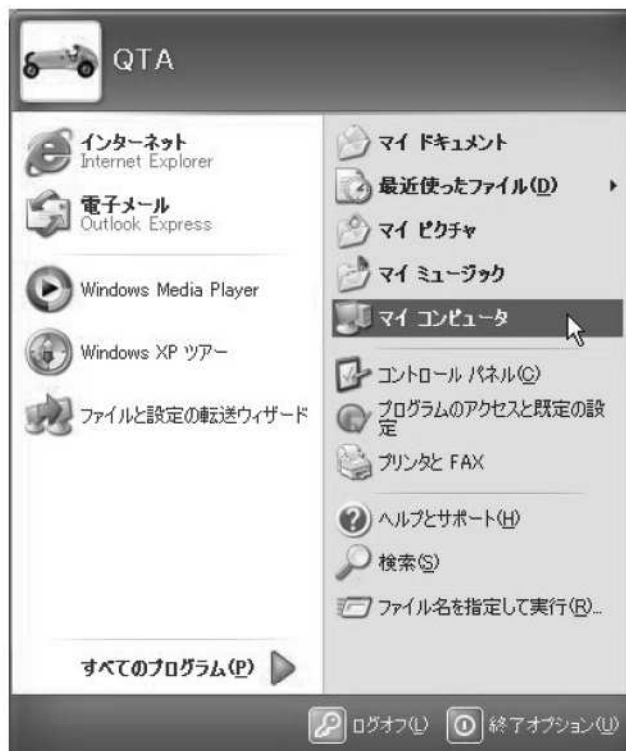 QTA
インターネット
Internet Explorer
電子メール
Outlook Express
Windows Media Player
Windows XP ツアー
ファイルと設定の転送ウィザード
すべてのプログラム(P)
マイ ドキュメント
最近使ったファイル(D)
マイ ピクチャ
マイ ミュージック
マイ コンピュータ
コントロール パネル(C)
プログラムのアクセスと既定の設
定
プリンタと FAX
ヘルプとサポート(H)
検索(S)
ファイル名を指定して実行(R)...
ログオフ(L)
終了オプション(U)